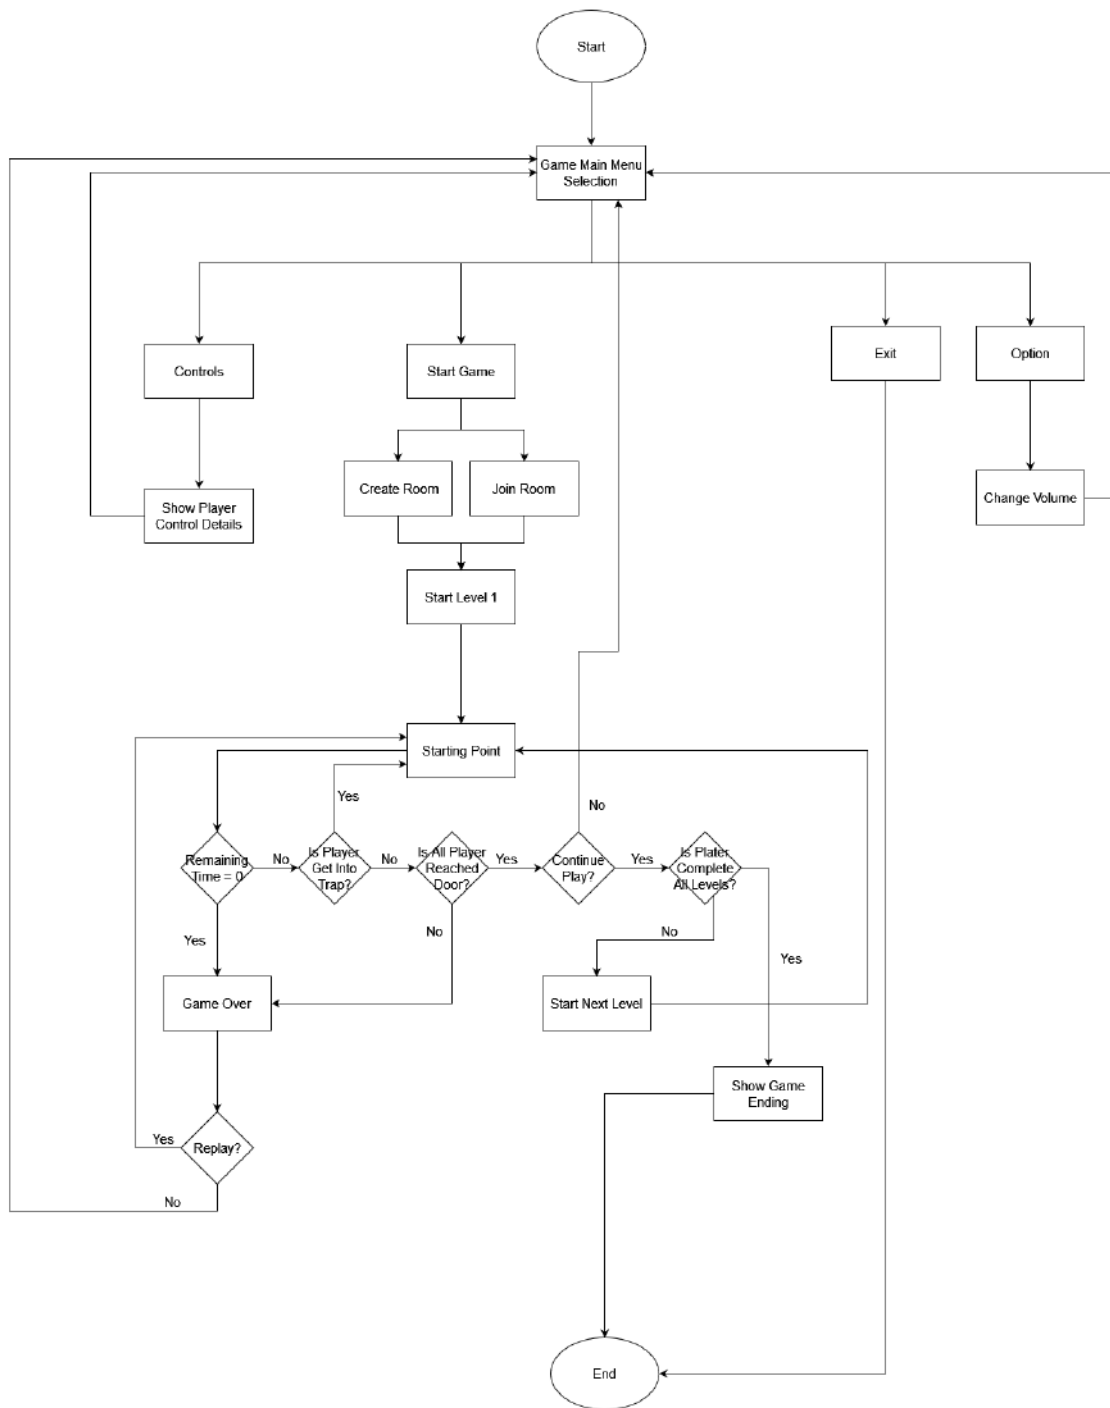 Start
Game Main Menu
Selection
Controls
Start Game
Exit
Option
Create Room
Join Room
Change Volume
Show Player
Control Details
Start Level 1
Starting Point
Yes
No
Remaining
Time = 0
No
Is Player
Get Into
Trap?
No
Is All Player
Reached
Door?
Yes
Continue
Play?
Yes
Is Plater
Complete
All Levels?
Yes
No
No
Yes
Game Over
Start Next Level
Show Game
Ending
Yes
Replay?
No
End